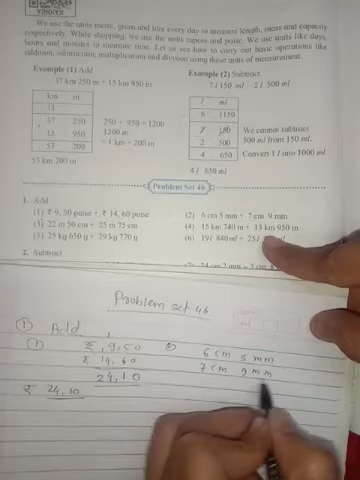 We use the units metre, gram and litre every day to measure length, mass and capacity
respectively. While shopping, we use the units rupees and paise. We use units like days,
hours and minutes to measure time. Let us see how to carry out basic operations like
addition, subtraction, multiplication and division using these units of measurement.
Example (1) Add
37 km 250 m + 15 km 950 m
km m
11
37 250
+ 15 950
53 200
250 + 950 = 1200
1200 m
= 1 km + 200 m
53 km 200 m
Example (2) Subtract
7 l 150 ml 2 l 500 ml
l ml
6 1150
7 150
2 500
4 650
We cannot subtract
500 ml from 150 ml.
Convert 1 l into 1000 ml
4 l 650 ml
Problem Set 46
1. Add
(1) ₹ 9, 50 paise + ₹ 14, 60 paise
(2) 6 cm 5 mm + 7 cm 9 mm
(3) 22 m 50 cm + 25 m 75 cm
(4) 15 km 740 m + 13 km 950 m
(5) 25 kg 650 g + 29 kg 770 g
(6) 19 l 840 ml + 25 l
2. Subtract
Problem set 46
① Add
① ₹ 9.50
₹ 14.60
24.10
₹ 24.10
6 cm 5 mm
7 cm 9 mm